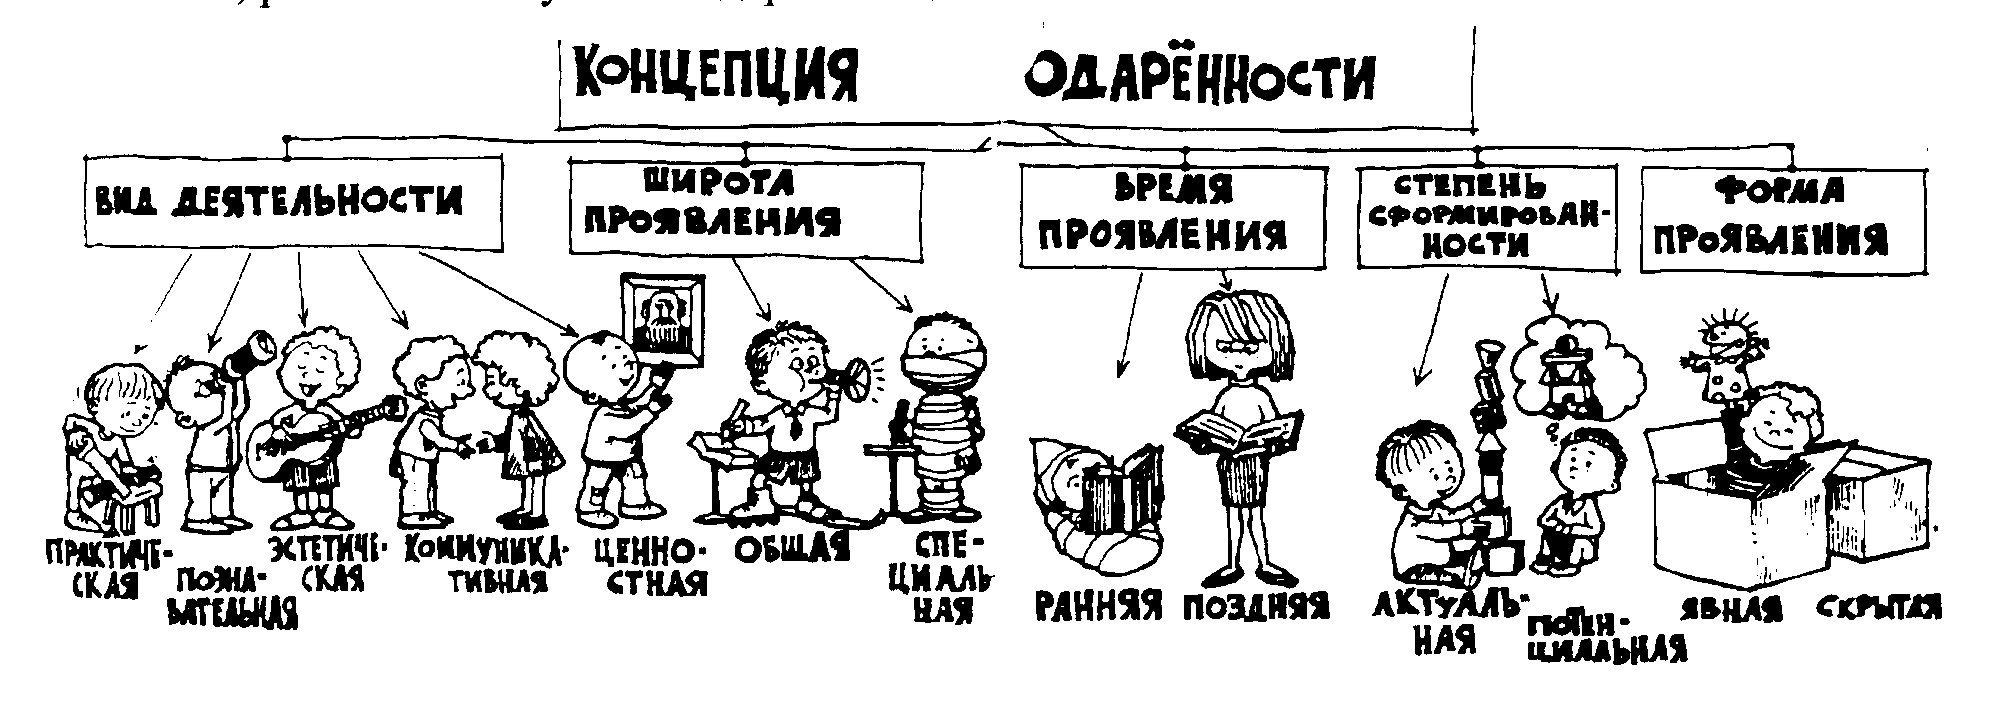 КОНЦЕПЦИЯ ОДАРЁННОСТИ
ВИД ДЕЯТЕЛЬНОСТИ
ШИРОТА
ПРОЯВЛЕНИЯ
ВРЕМЯ
ПРОЯВЛЕНИЯ
СТЕПЕНЬ
СФОРМИРОВАН-
НОСТИ
ФОРМА
ПРОЯВЛЕНИЯ
ПРАКТИЧЕ-
СКАЯ
ПОЗНА-
ВАТЕЛЬНАЯ
ЭСТЕТИЧЕ-
СКАЯ
КОММУНИКА-
ТИВНАЯ
ЦЕННО-
СТНАЯ
ОБЩАЯ
СПЕ-
ЦИАЛЬ
НАЯ
РАННЯЯ
ПОЗДНЯЯ
АКТУАЛЬ-
НАЯ
ПОТЕН-
ЦИАЛЬНАЯ
ЯВНАЯ
СКРЫТАЯ